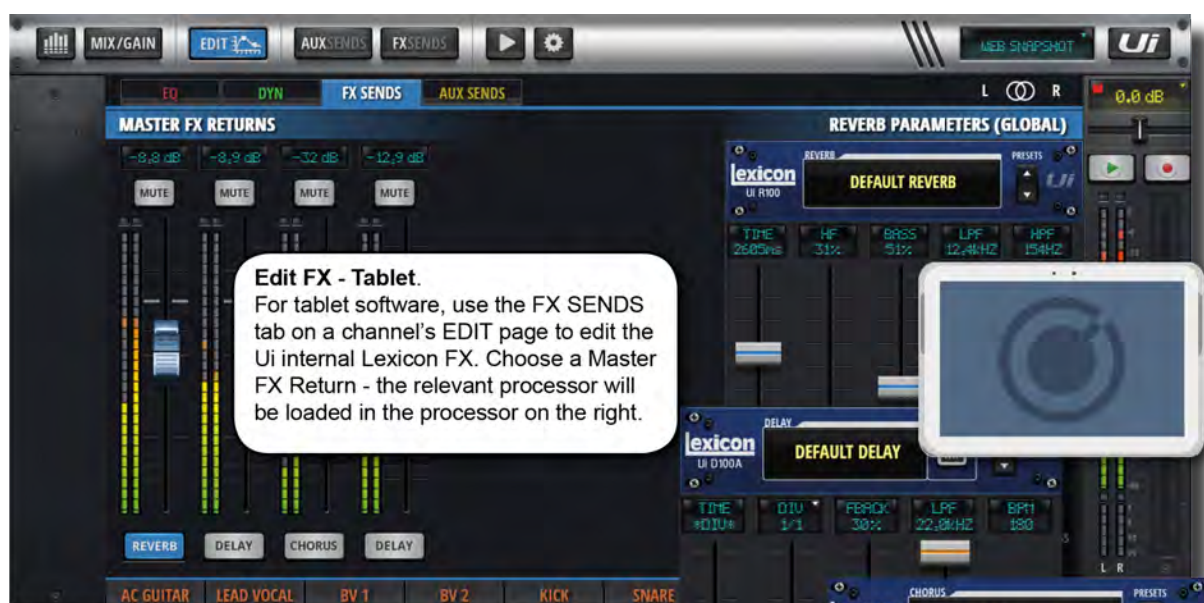 MIX/GAIN EDIT AUXSENDS FXSENDS WEB SNAPSHOT Ui
EQ DYN FX SENDS AUX SENDS L R 0.0 dB
MASTER FX RETURNS REVERB PARAMETERS (GLOBAL)
-8,8 dB -8,9 dB -32 dB -12,9 dB
MUTE MUTE MUTE MUTE
REVERB PRESETS
lexicon DEFAULT REVERB Ui
Ui R100
TIME HF BASS LPF HPF
2605ms 31% 51% 12,4kHZ 154HZ
Edit FX - Tablet.
For tablet software, use the FX SENDS
tab on a channel's EDIT page to edit the
Ui internal Lexicon FX. Choose a Master
FX Return - the relevant processor will
be loaded in the processor on the right.
DELAY
lexicon DEFAULT DELAY
Ui D100A
TIME DIV FEBACK LPF BPM
*DIV* 1/1 30% 22,0kHZ 180
REVERB DELAY CHORUS DELAY
L R
AC GUITAR LEAD VOCAL BV 1 BV 2 KICK SNARE
CHORUS PRESETS